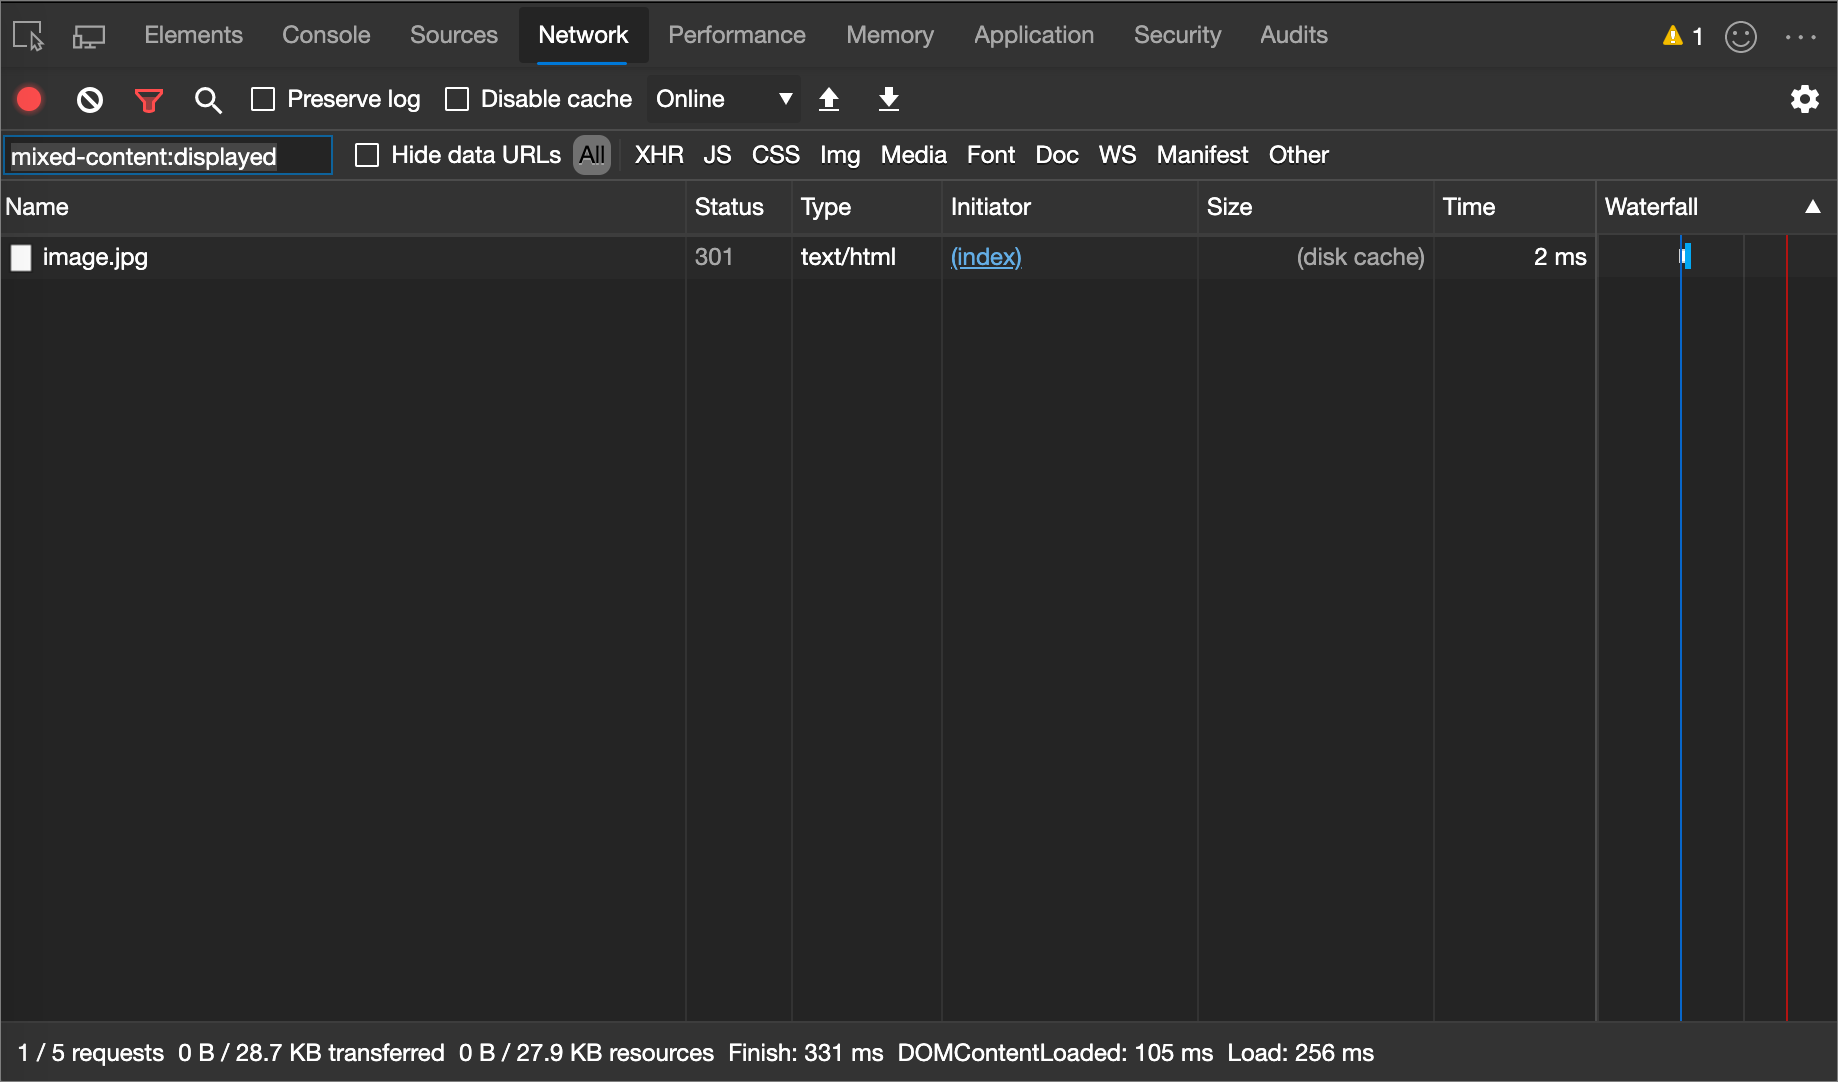 Elements Console Sources Network Performance Memory Application Security Audits 1
Preserve log Disable cache Online
mixed-content:displayed Hide data URLs All XHR JS CSS Img Media Font Doc WS Manifest Other
Name Status Type Initiator Size Time Waterfall
image.jpg 301 text/html (index) (disk cache) 2 ms
1 / 5 requests 0 B / 28.7 KB transferred 0 B / 27.9 KB resources Finish: 331 ms DOMContentLoaded: 105 ms Load: 256 ms